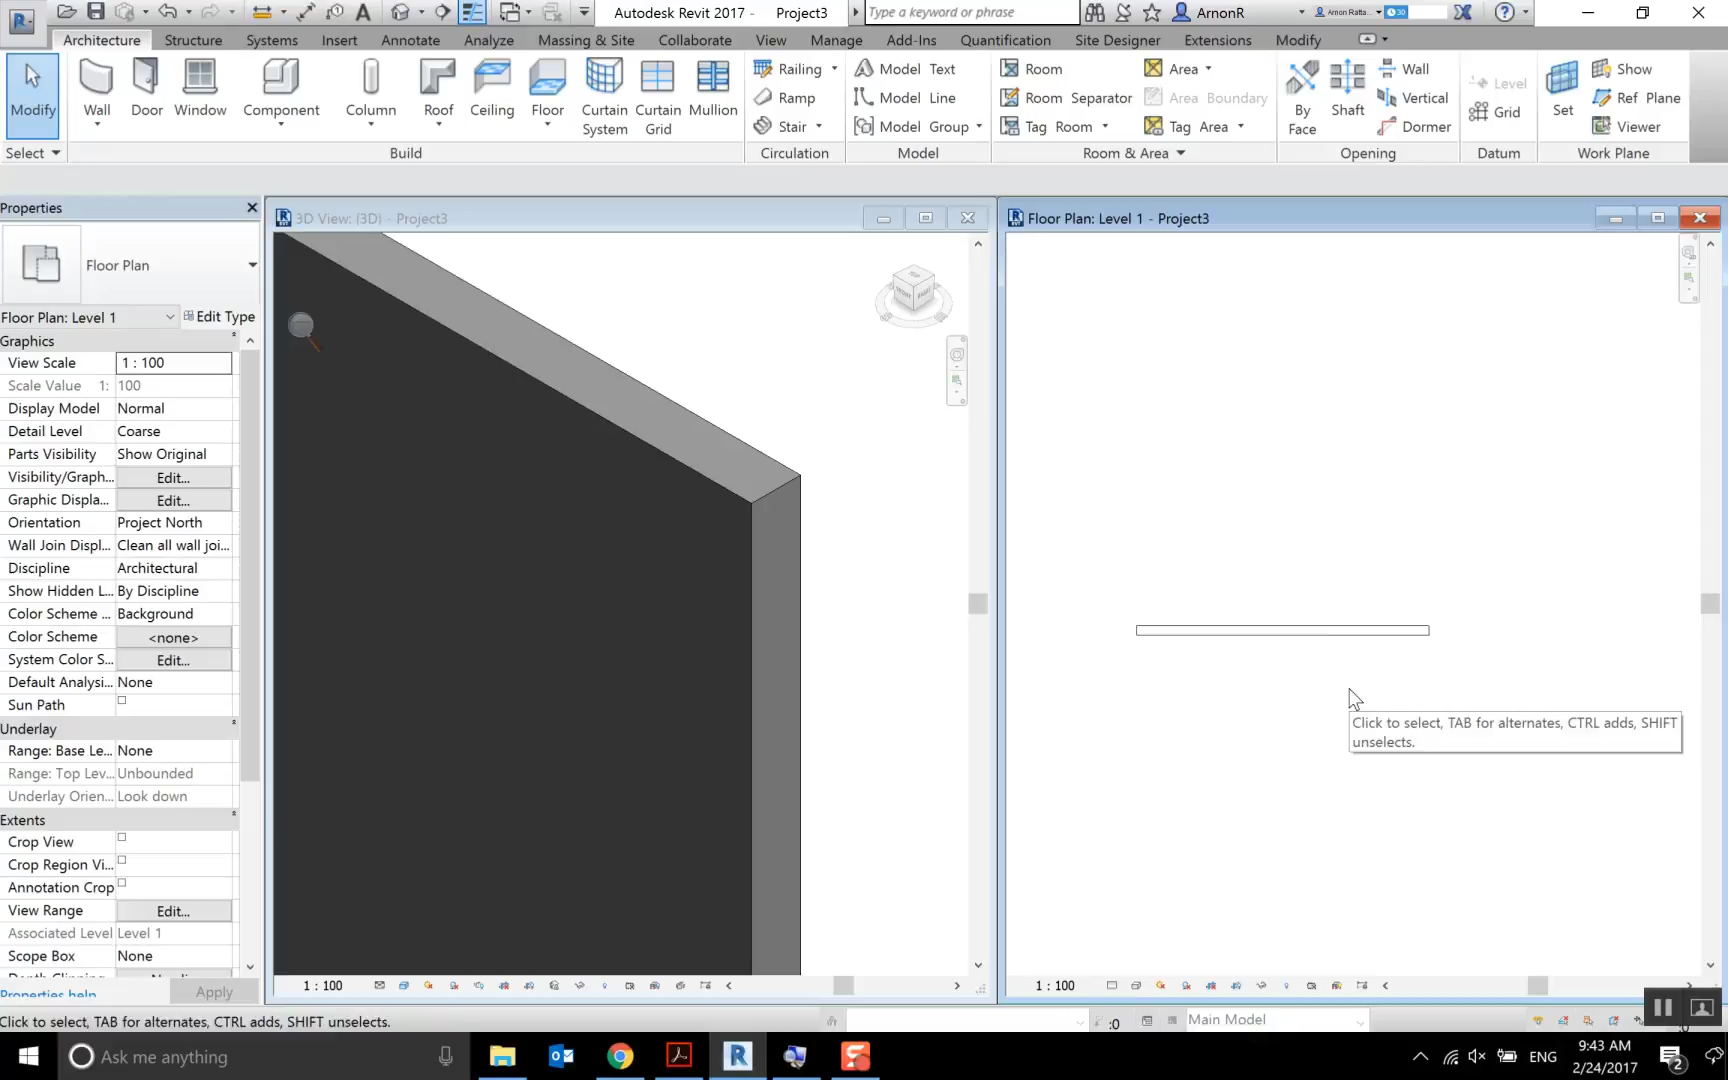 Autodesk Revit 2017 - Project3
Type a keyword or phrase
ArnonR
Arnon Ratta...
30
Architecture Structure Systems Insert Annotate Analyze Massing & Site Collaborate View Manage Add-Ins Quantification Site Designer Extensions Modify
Modify
Wall
Door
Window
Component
Column
Roof
Ceiling
Floor
Curtain System
Curtain Grid
Mullion
Railing
Ramp
Stair
Model Text
Model Line
Model Group
Room
Room Separator
Tag Room
Area
Area Boundary
Tag Area
By Face
Shaft
Wall
Vertical
Dormer
Level
Grid
Set
Show
Ref Plane
Viewer
Select
Build
Circulation
Model
Room & Area
Opening
Datum
Work Plane
Properties
Floor Plan
Floor Plan: Level 1
Edit Type
Graphics
View Scale 1 : 100
Scale Value 1: 100
Display Model Normal
Detail Level Coarse
Parts Visibility Show Original
Visibility/Graph... Edit...
Graphic Displa... Edit...
Orientation Project North
Wall Join Displ... Clean all wall joi...
Discipline Architectural
Show Hidden L... By Discipline
Color Scheme ... Background
Color Scheme <none>
System Color S... Edit...
Default Analysi... None
Sun Path
Underlay
Range: Base Le... None
Range: Top Lev... Unbounded
Underlay Orien... Look down
Extents
Crop View
Crop Region Vi...
Annotation Crop
View Range Edit...
Associated Level Level 1
Scope Box None
Properties help
Apply
3D View: {3D} - Project3
FRONT
1 : 100
Floor Plan: Level 1 - Project3
Click to select, TAB for alternates, CTRL adds, SHIFT
unselects.
1 : 100
Click to select, TAB for alternates, CTRL adds, SHIFT unselects.
:0
Main Model
:0
Ask me anything
ENG
9:43 AM
2/24/2017
2